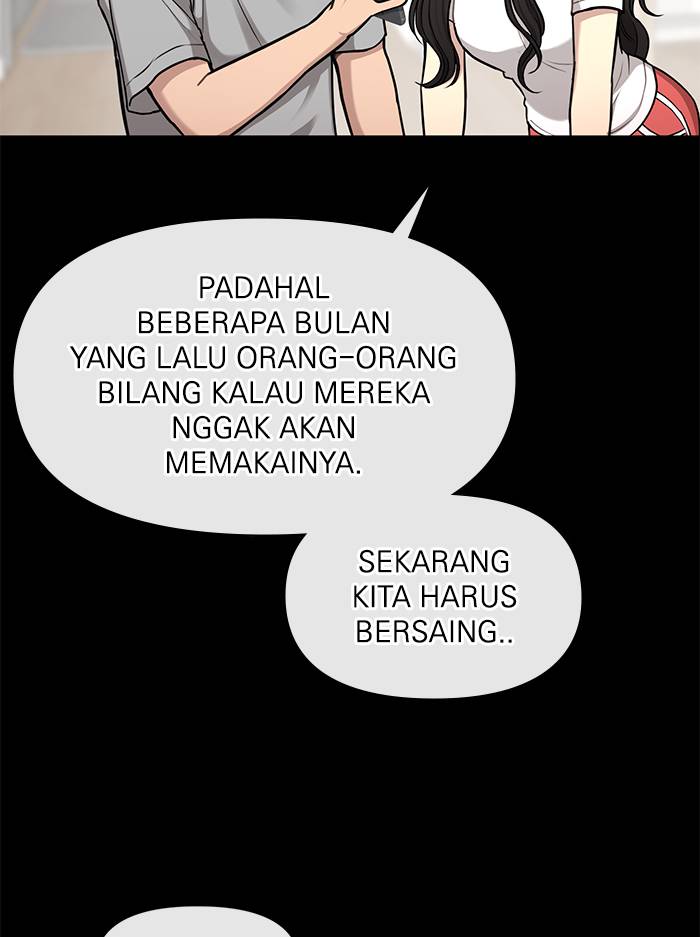 PADAHAL
BEBERAPA BULAN
YANG LALU ORANG-ORANG
BILANG KALAU MEREKA
NGGAK AKAN
MEMAKAINYA.
SEKARANG
KITA HARUS
BERSAING..